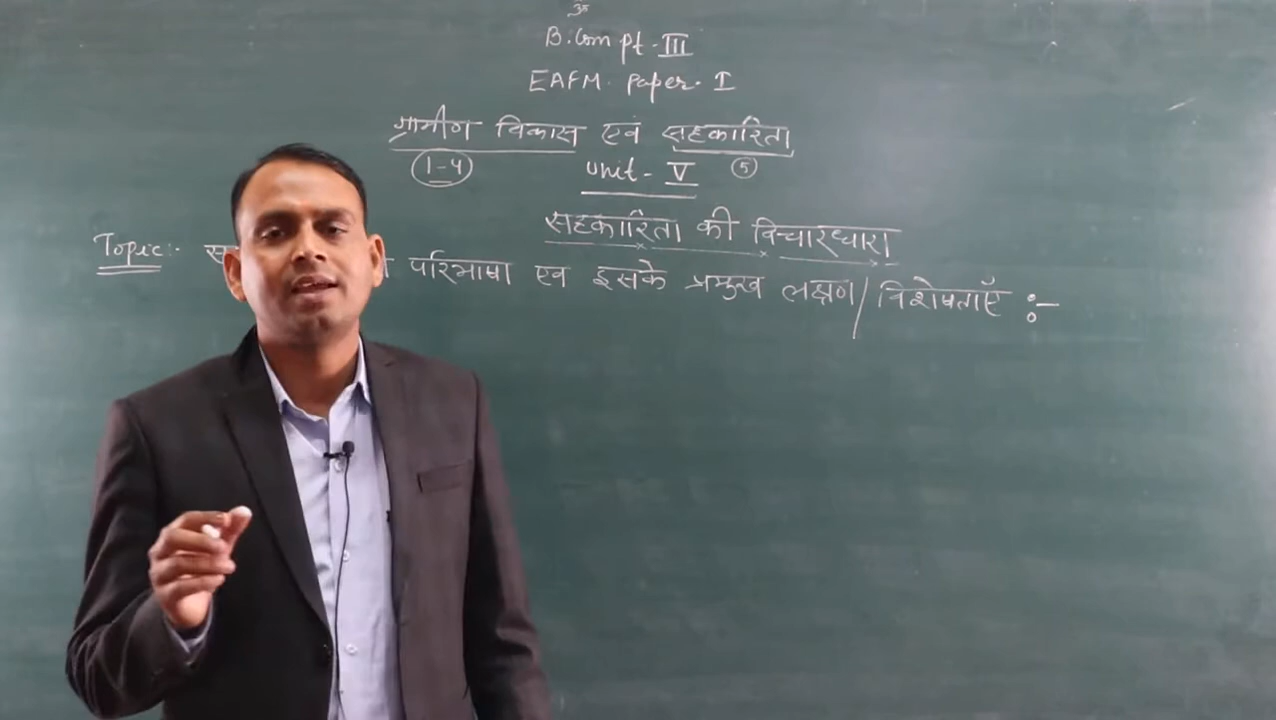 ॐ
B.Com pt-III
EAFM. Paper-I
ग्रामीण विकास एवं सहकारिता
1-4 5
Unit-V
सहकारिता की विचारधारा
Topic:- परिभाषा एव इसके प्रमुख लक्षण/विशेषताएँ :-